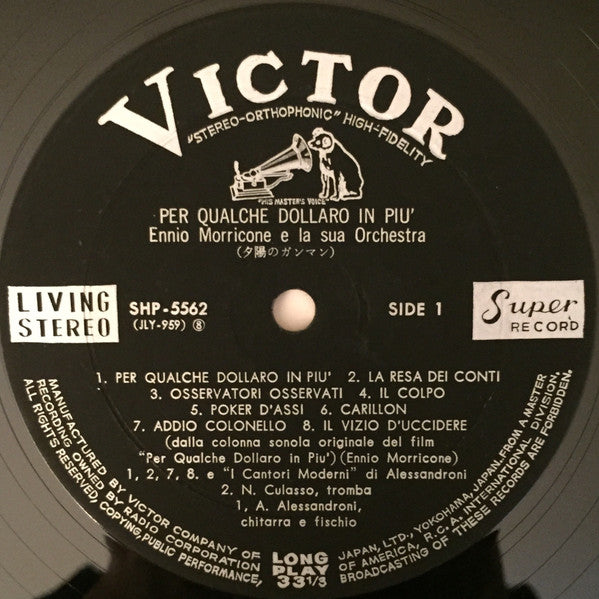 VICTOR
"STEREO-ORTHOPHONIC" HIGH-FIDELITY
"HIS MASTER'S VOICE"
PER QUALCHE DOLLARO IN PIU'
Ennio Morricone e la sua Orchestra
(夕陽のガンマン)
LIVING STEREO
SHP-5562
(JLY-959) Ⓢ
SIDE 1
Super
RECORD
1. PER QUALCHE DOLLARO IN PIU' 2. LA RESA DEI CONTI
3. OSSERVATORI OSSERVATI 4. IL COLPO
5. POKER D'ASSI 6. CARILLON
7. ADDIO COLONELLO 8. IL VIZIO D'UCCIDERE
(dalla colonna sonola originale del film
"Per Qualche Dollaro in Piu') (Ennio Morricone)
1, 2, 7, 8. e "I Cantori Moderni" di Alessandroni
2. N. Culasso, tromba
1, A. Alessandroni,
chitarra e fischio
MANUFACTURED BY VICTOR COMPANY OF JAPAN, LTD., YOKOHAMA, JAPAN. FROM A MASTER
RECORDING OWNED BY RADIO CORPORATION OF AMERICA, R.C.A. INTERNATIONAL DIVISION.
ALL RIGHTS RESERVED, COPYING, PUBLIC PERFORMANCE, BROADCASTING OF THESE RECORDS ARE FORBIDDEN.
LONG
PLAY
33 1/3